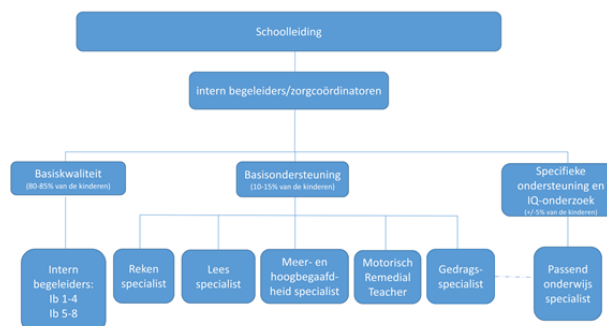 Schoolleiding
intern begeleiders/zorgcoördinatoren
Basiskwaliteit
(80-85% van de kinderen)
Basisondersteuning
(10-15% van de kinderen)
Specifieke
ondersteuning en
IQ-onderzoek
(+/-5% van de kinderen)
Intern
begeleiders:
Ib 1-4
Ib 5-8
Reken
specialist
Lees
specialist
Meer- en
hoogbegaafd-
heid specialist
Motorisch
Remedial
Teacher
Gedrags-
specialist
Passend
onderwijs
specialist